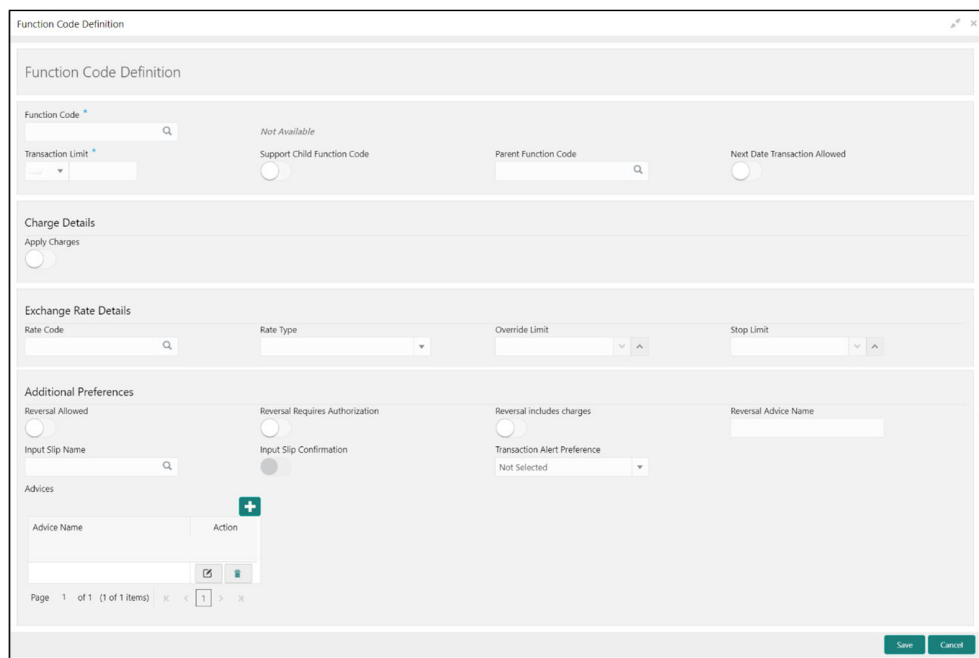 Function Code Definition
Function Code Definition
Function Code *
Not Available
Transaction Limit * Support Child Function Code Parent Function Code Next Date Transaction Allowed
Charge Details
Apply Charges
Exchange Rate Details
Rate Code Rate Type Override Limit Stop Limit
Additional Preferences
Reversal Allowed Reversal Requires Authorization Reversal includes charges Reversal Advice Name
Input Slip Name Input Slip Confirmation Transaction Alert Preference
Not Selected
Advices
Advice Name Action
Page 1 of 1 (1 of 1 items) 1
Save Cancel